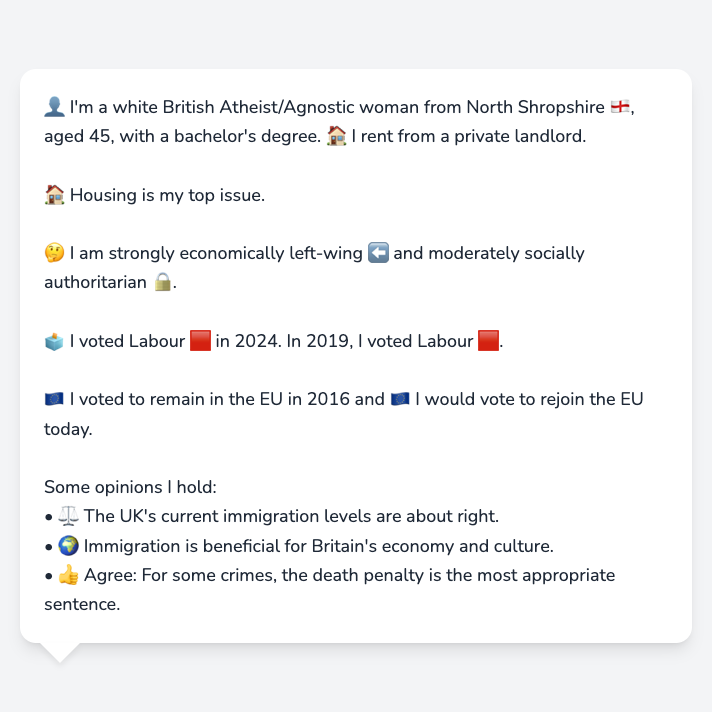 👤 I'm a white British Atheist/Agnostic woman from North Shropshire 🏴󠁧󠁢󠁥󠁮󠁧󠁿,
aged 45, with a bachelor's degree. 🏠 I rent from a private landlord.
🏠 Housing is my top issue.
🤔 I am strongly economically left-wing ⬅️ and moderately socially
authoritarian 🔒.
🗳️ I voted Labour 🟥 in 2024. In 2019, I voted Labour 🟥.
🇪🇺 I voted to remain in the EU in 2016 and 🇪🇺 I would vote to rejoin the EU
today.
Some opinions I hold:
• ⚖️ The UK's current immigration levels are about right.
• 🌍 Immigration is beneficial for Britain's economy and culture.
• 👍 Agree: For some crimes, the death penalty is the most appropriate
sentence.